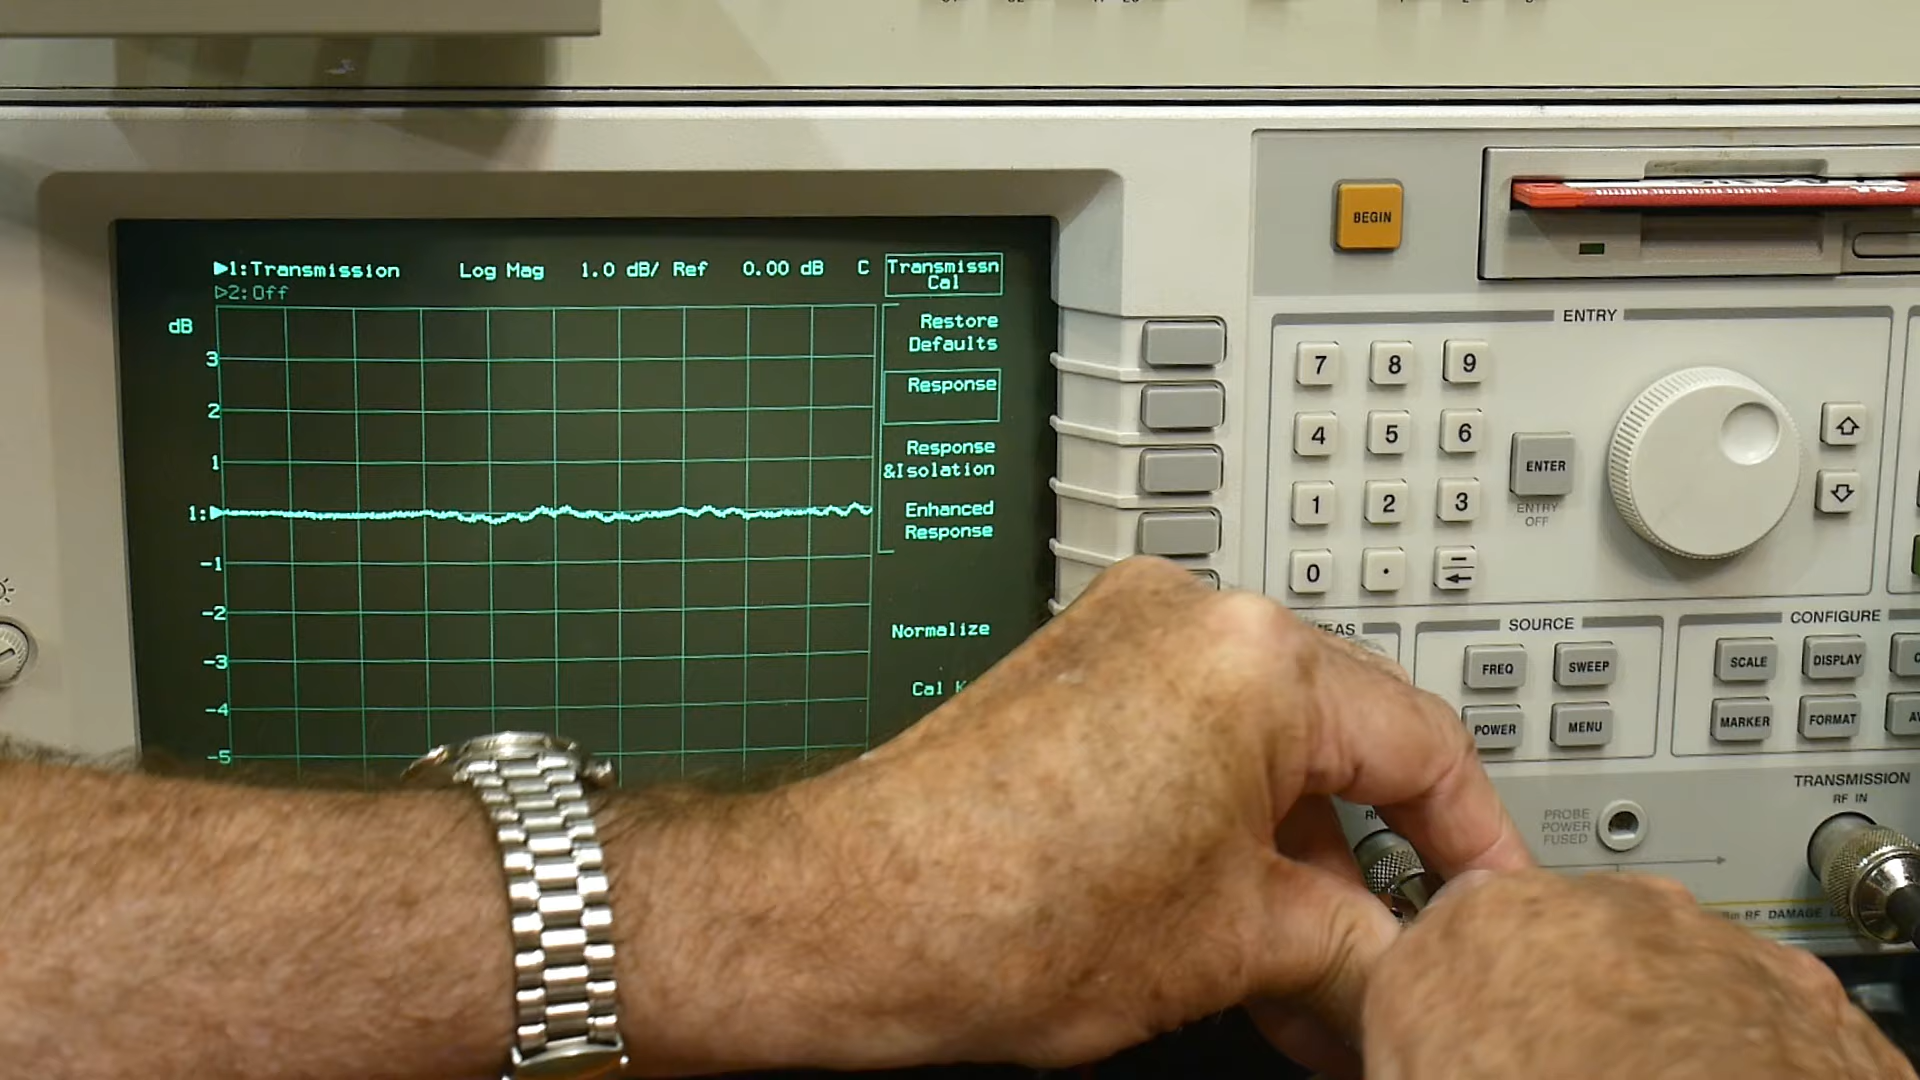 ▶1:Transmission Log Mag 1.0 dB/ Ref 0.00 dB C
▷2:Off
dB
3
2
1
1:▶
-1
-2
-3
-4
-5
Transmissn
Cal
Restore
Defaults
Response
Response
&Isolation
Enhanced
Response
Normalize
Cal
BEGIN
ENTRY
7 8 9
4 5 6
1 2 3
0 .
ENTER
ENTRY
OFF
SOURCE
FREQ SWEEP
POWER MENU
CONFIGURE
SCALE DISPLAY
MARKER FORMAT
PROBE
POWER
FUSED
TRANSMISSION
RF IN
RF DAMAGE